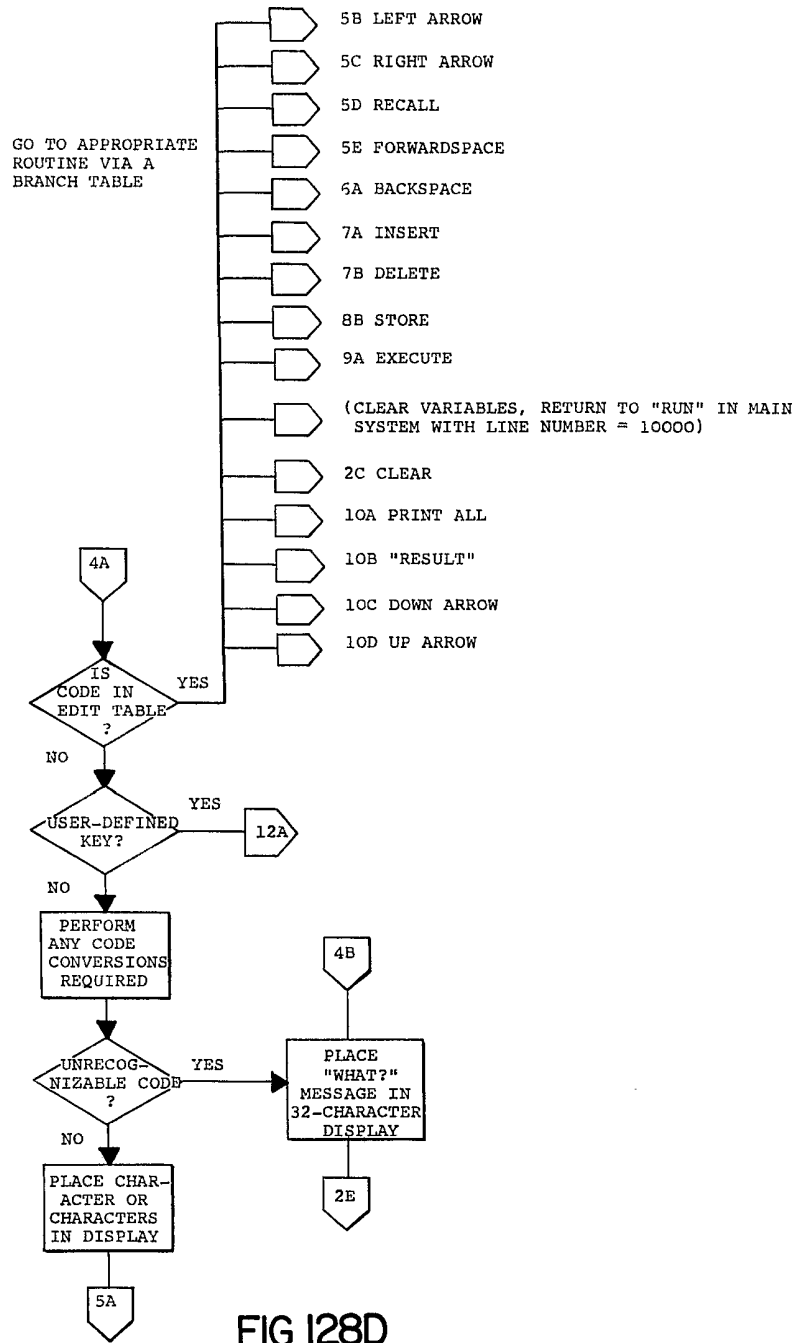 5B LEFT ARROW
5C RIGHT ARROW
5D RECALL
GO TO APPROPRIATE
ROUTINE VIA A
BRANCH TABLE
5E FORWARDSPACE
6A BACKSPACE
7A INSERT
7B DELETE
8B STORE
9A EXECUTE
(CLEAR VARIABLES, RETURN TO "RUN" IN MAIN
SYSTEM WITH LINE NUMBER = 10000)
2C CLEAR
10A PRINT ALL
10B "RESULT"
10C DOWN ARROW
10D UP ARROW
4A
IS
CODE IN
EDIT TABLE
?
YES
NO
USER-DEFINED
KEY?
YES
12A
NO
PERFORM
ANY CODE
CONVERSIONS
REQUIRED
4B
UNRECOG-
NIZABLE CODE
?
YES
PLACE
"WHAT?"
MESSAGE IN
32-CHARACTER
DISPLAY
NO
PLACE CHAR-
ACTER OR
CHARACTERS
IN DISPLAY
2E
5A
FIG 128D